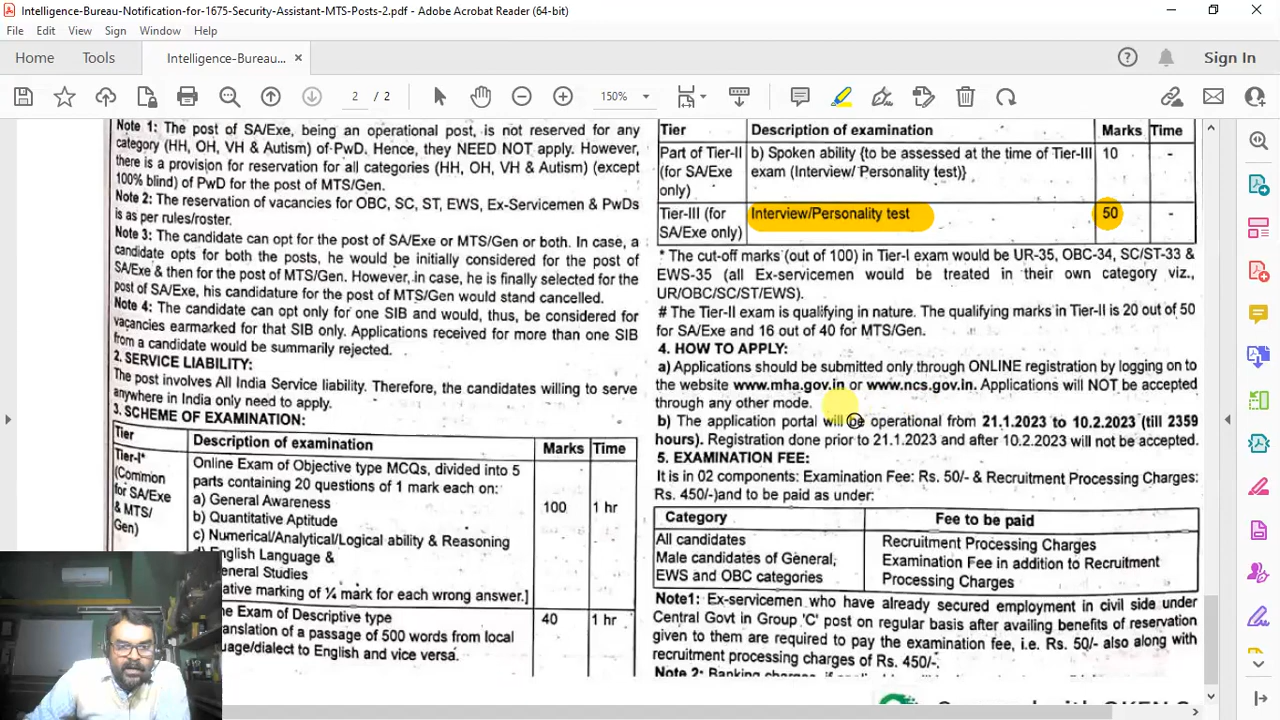 Intelligence-Bureau-Notification-for-1675-Security-Assistant-MTS-Posts-2.pdf - Adobe Acrobat Reader (64-bit)
File Edit View Sign Window Help
Home Tools Intelligence-Bureau... × Sign In
2 / 2 150%
Note 1: The post of SA/Exe, being an operational post, is not reserved for any
category (HH, OH, VH & Autism) of PwD. Hence, they NEED NOT apply. However,
there is a provision for reservation for all categories (HH, OH, VH & Autism) (except
100% blind) of PwD for the post of MTS/Gen.
Note 2: The reservation of vacancies for OBC, SC, ST, EWS, Ex-Servicemen & PwDs
is as per rules/roster.
Note 3: The candidate can opt for the post of SA/Exe or MTS/Gen or both. In case, a
candidate opts for both the posts, he would be initially considered for the post of
SA/Exe & then for the post of MTS/Gen. However, in case, he is finally selected for the
post of SA/Exe, his candidature for the post of MTS/Gen would stand cancelled.
Note 4: The candidate can opt only for one SIB and would, thus, be considered for
vacancies earmarked for that SIB only. Applications received for more than one SIB
from a candidate would be summarily rejected.
2. SERVICE LIABILITY:
The post involves All India Service liability. Therefore, the candidates willing to serve
anywhere in India only need to apply.
3. SCHEME OF EXAMINATION:
Tier Description of examination Marks Time
Tier-I*
(Common
for SA/Exe
& MTS/
Gen)
Online Exam of Objective type MCQs, divided into 5
parts containing 20 questions of 1 mark each on:
a) General Awareness 100 1 hr
b) Quantitative Aptitude
c) Numerical/Analytical/Logical ability & Reasoning
English Language &
eneral Studies
ative marking of ¼ mark for each wrong answer.]
ne Exam of Descriptive type 40 1 hr
anslation of a passage of 500 words from local
uage/dialect to English and vice versa.
Tier Description of examination Marks Time
Part of Tier-II b) Spoken ability {to be assessed at the time of Tier-III 10 -
(for SA/Exe exam (Interview/ Personality test)}
only)
Tier-III (for Interview/Personality test 50 -
SA/Exe only)
* The cut-off marks (out of 100) in Tier-I exam would be UR-35, OBC-34, SC/ST-33 &
EWS-35 (all Ex-servicemen would be treated in their own category viz.,
UR/OBC/SC/ST/EWS).
# The Tier-II exam is qualifying in nature. The qualifying marks in Tier-II is 20 out of 50
for SA/Exe and 16 out of 40 for MTS/Gen.
4. HOW TO APPLY:
a) Applications should be submitted only through ONLINE registration by logging on to
the website www.mha.gov.in or www.ncs.gov.in. Applications will NOT be accepted
through any other mode.
b) The application portal will be operational from 21.1.2023 to 10.2.2023 (till 2359
hours). Registration done prior to 21.1.2023 and after 10.2.2023 will not be accepted.
5. EXAMINATION FEE:
It is in 02 components: Examination Fee: Rs. 50/- & Recruitment Processing Charges:
Rs. 450/-)and to be paid as under:
Category Fee to be paid
All candidates Recruitment Processing Charges
Male candidates of General, Examination Fee in addition to Recruitment
EWS and OBC categories Processing Charges
Note1: Ex-servicemen who have already secured employment in civil side under
Central Govt in Group 'C' post on regular basis after availing benefits of reservation
given to them are required to pay the examination fee, i.e. Rs. 50/- also along with
recruitment processing charges of Rs. 450/-.